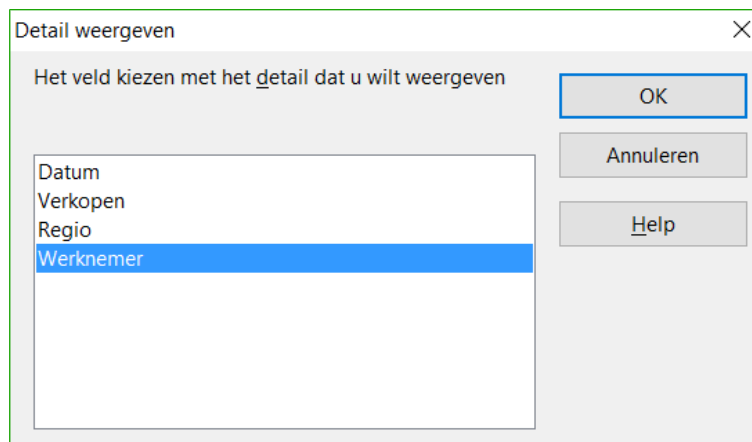 Detail weergeven
Het veld kiezen met het detail dat u wilt weergeven
OK
Annuleren
Help
Datum
Verkopen
Regio
Werknemer